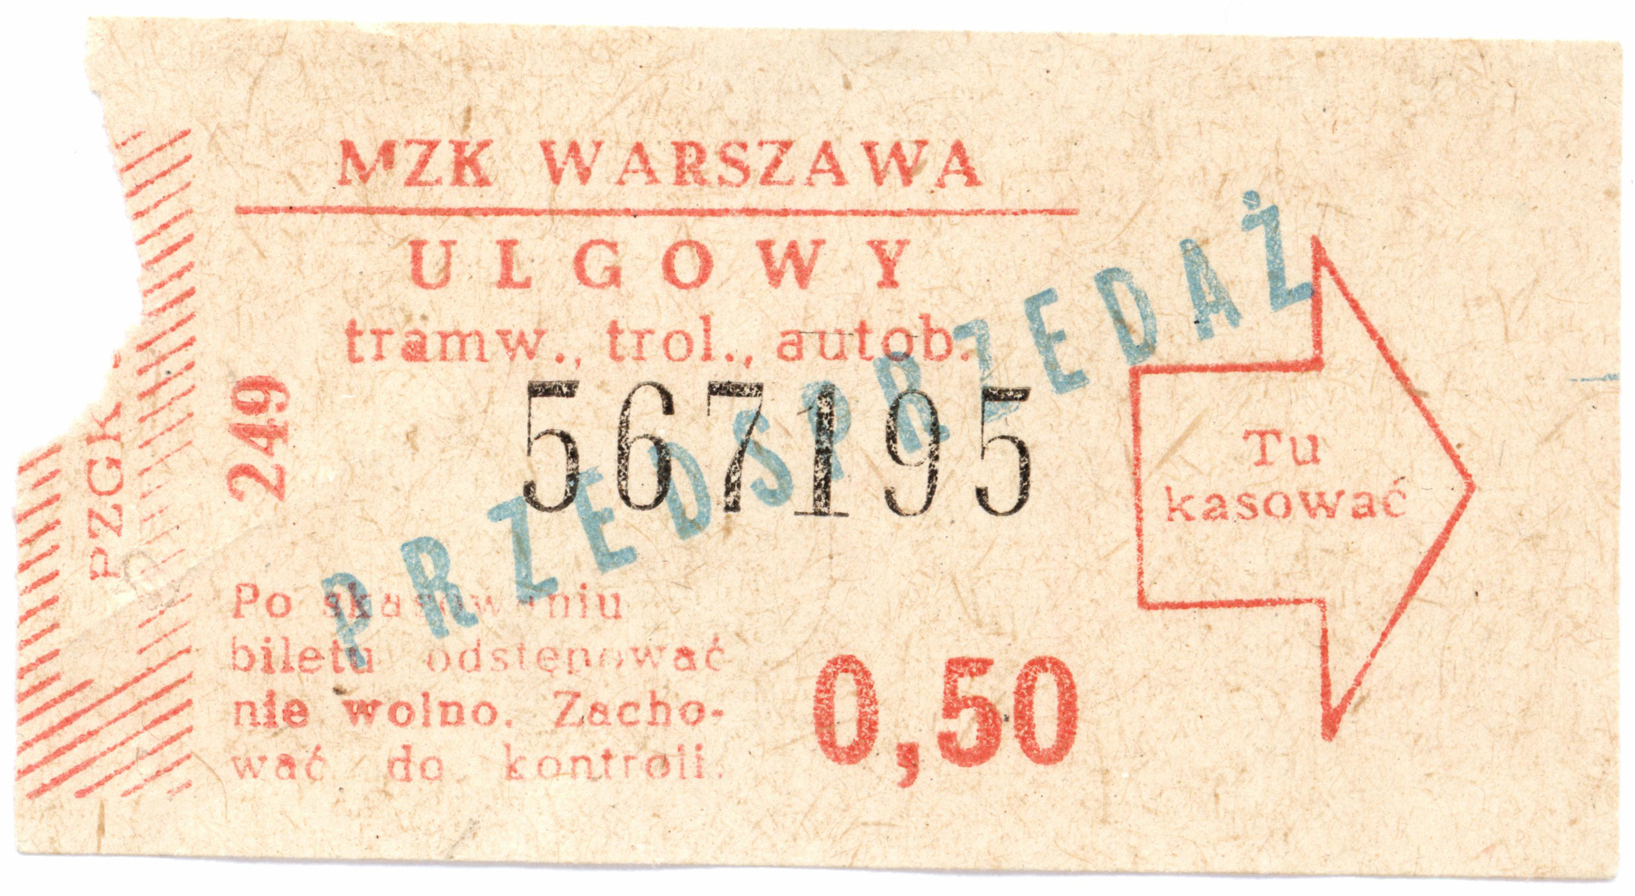 MZK WARSZAWA
ULGOWY
tramw., trol., autob.
567195
PRZEDSPRZEDAŻ
249
PZGK
Tu
kasować
Po skasowaniu
biletu odstępować
nie wolno. Zacho-
wać do kontroli.
0,50